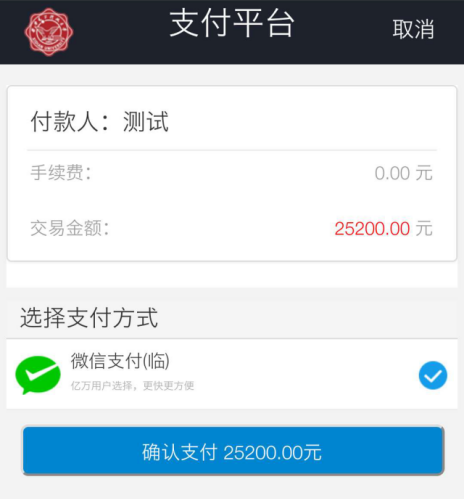 支付平台
取消
付款人：测试
手续费： 0.00 元
交易金额： 25200.00 元
选择支付方式
微信支付(临)
亿万用户选择，更快更方便
确认支付 25200.00元